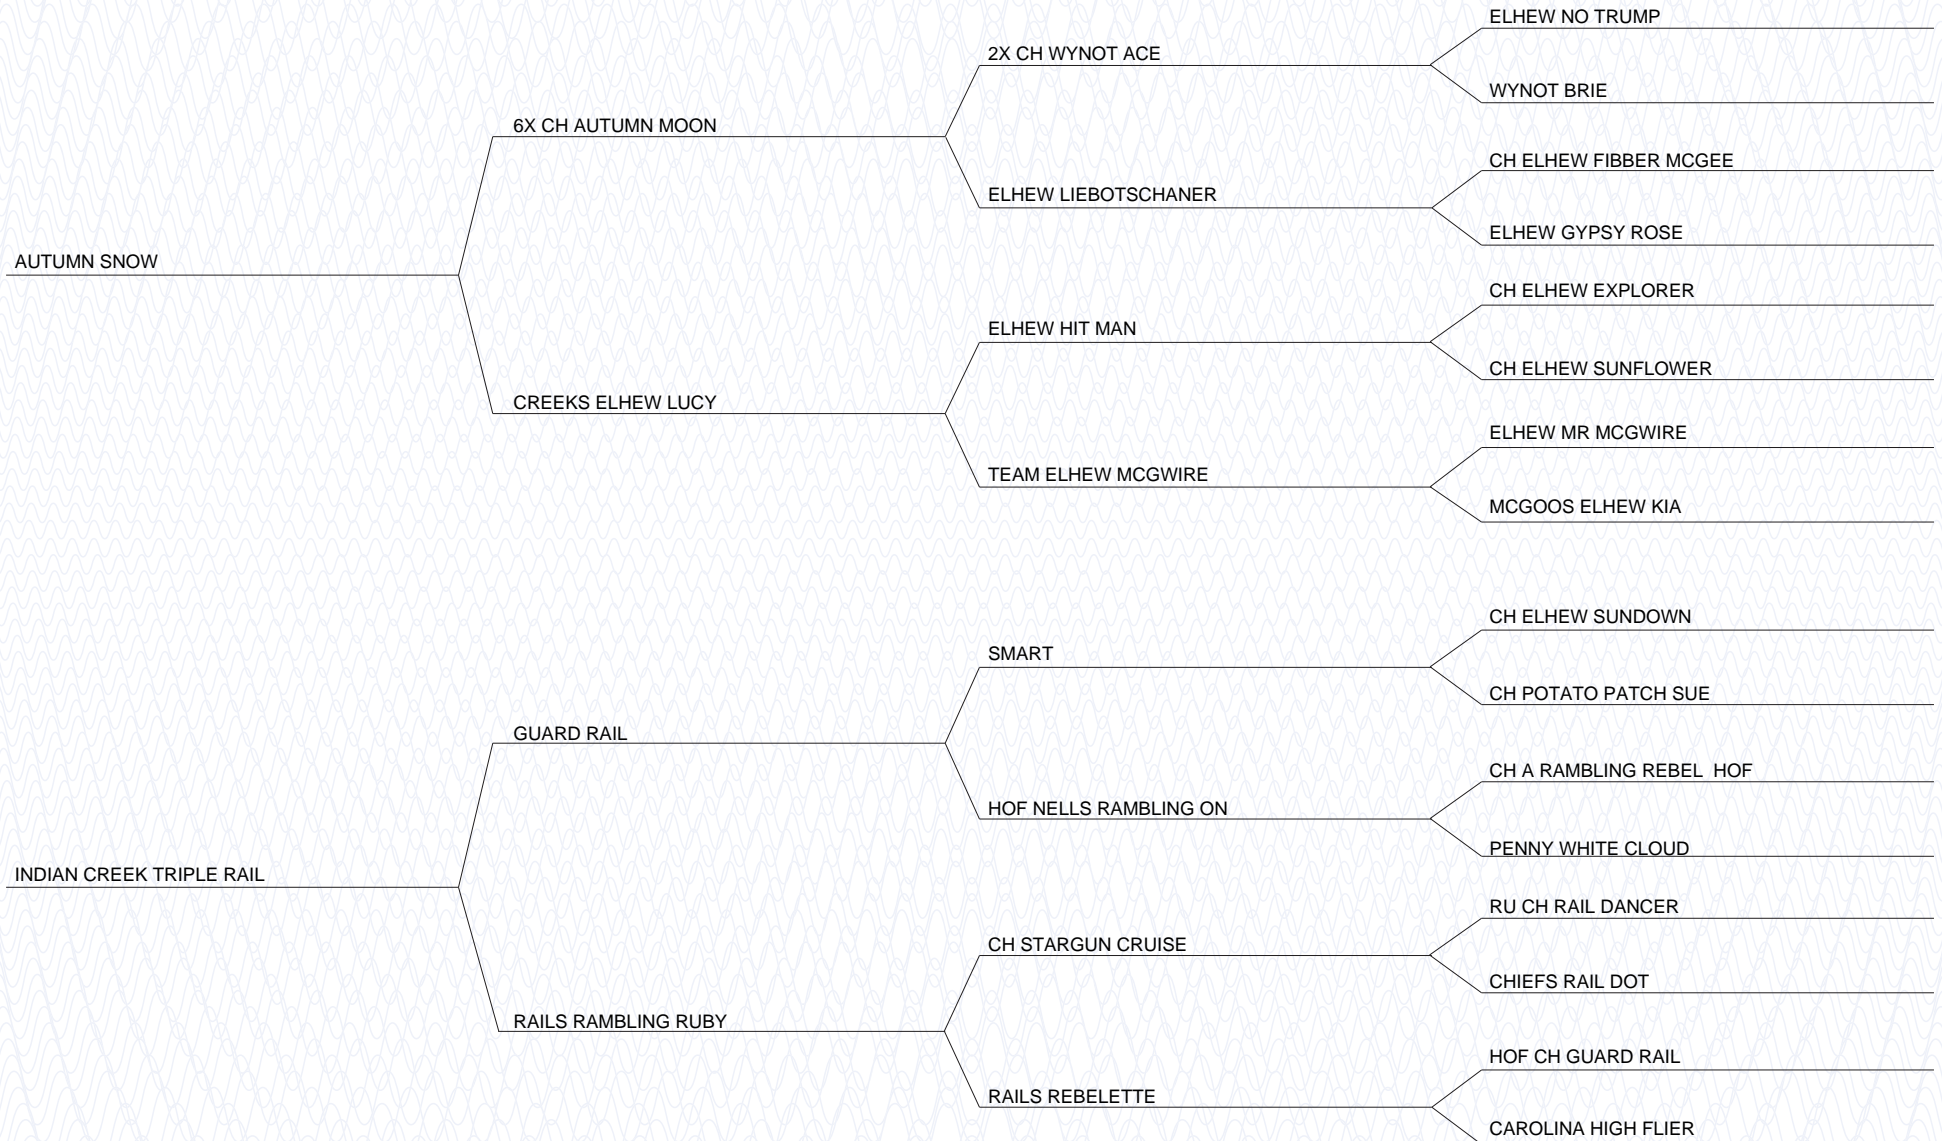 ELHEW NO TRUMP
2X CH WYNOT ACE
WYNOT BRIE
6X CH AUTUMN MOON
CH ELHEW FIBBER MCGEE
ELHEW LIEBOTSCHANER
ELHEW GYPSY ROSE
AUTUMN SNOW
CH ELHEW EXPLORER
ELHEW HIT MAN
CH ELHEW SUNFLOWER
CREEKS ELHEW LUCY
ELHEW MR MCGWIRE
TEAM ELHEW MCGWIRE
MCGOOS ELHEW KIA
CH ELHEW SUNDOWN
SMART
CH POTATO PATCH SUE
GUARD RAIL
CH A RAMBLING REBEL  HOF
HOF NELLS RAMBLING ON
PENNY WHITE CLOUD
INDIAN CREEK TRIPLE RAIL
RU CH RAIL DANCER
CH STARGUN CRUISE
CHIEFS RAIL DOT
RAILS RAMBLING RUBY
HOF CH GUARD RAIL
RAILS REBELETTE
CAROLINA HIGH FLIER